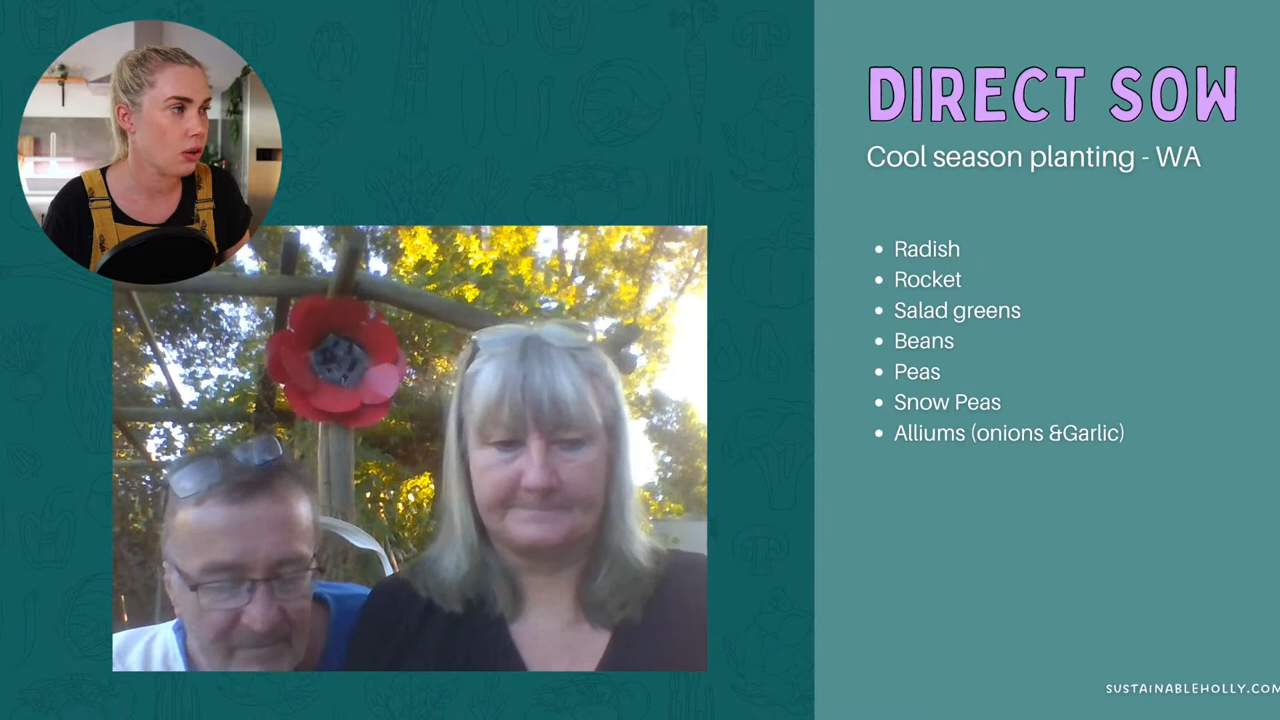 DIRECT SOW
Cool season planting - WA
Radish
Rocket
Salad greens
Beans
Peas
Snow Peas
Alliums (onions &Garlic)
SUSTAINABLEHOLLY.COM